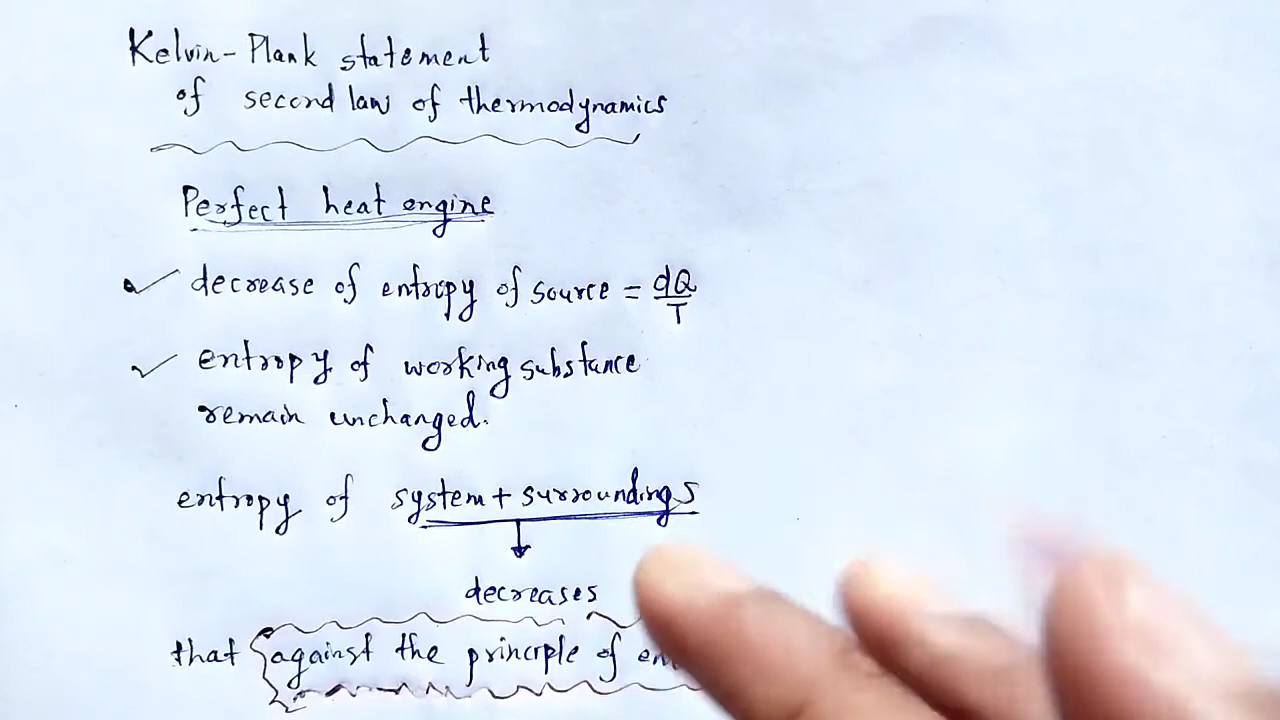 Kelvin-Plank statement
of second law of thermodynamics
Perfect heat engine
decrease of entropy of source = dQ/T
entropy of working substance
remain unchanged.
entropy of system + surroundings
decreases
that against the principle of